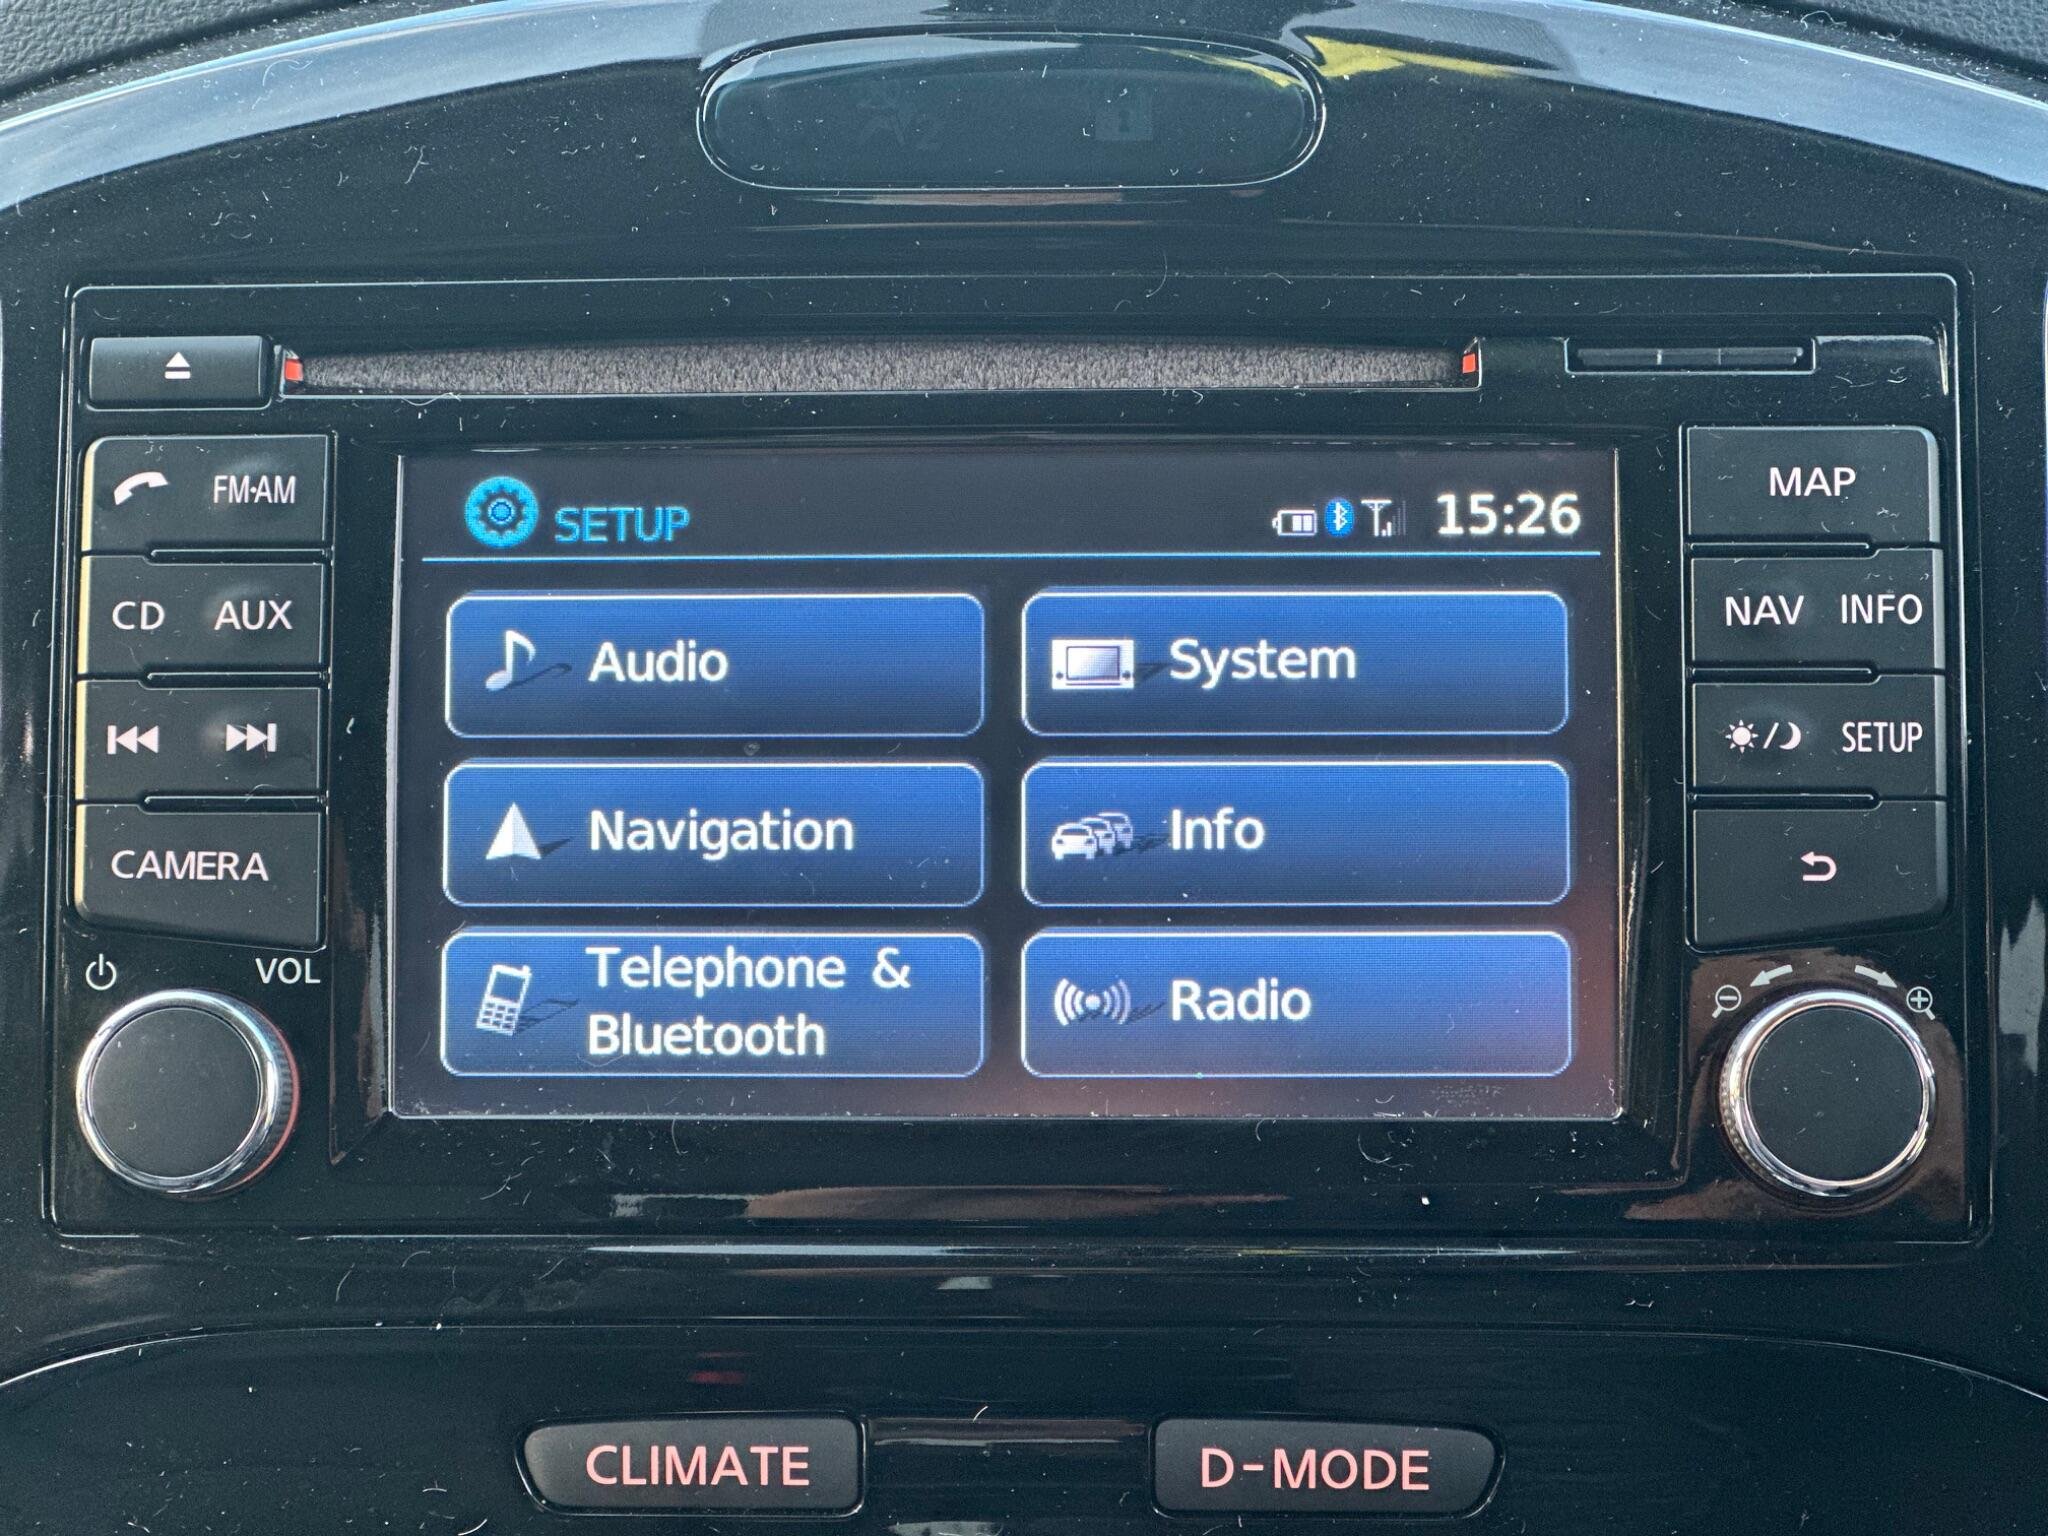 2
FM·AM
CD AUX
CAMERA
VOL
SETUP
15:26
Audio
System
Navigation
Info
Telephone &
Bluetooth
Radio
MAP
NAV INFO
SETUP
CLIMATE
D-MODE